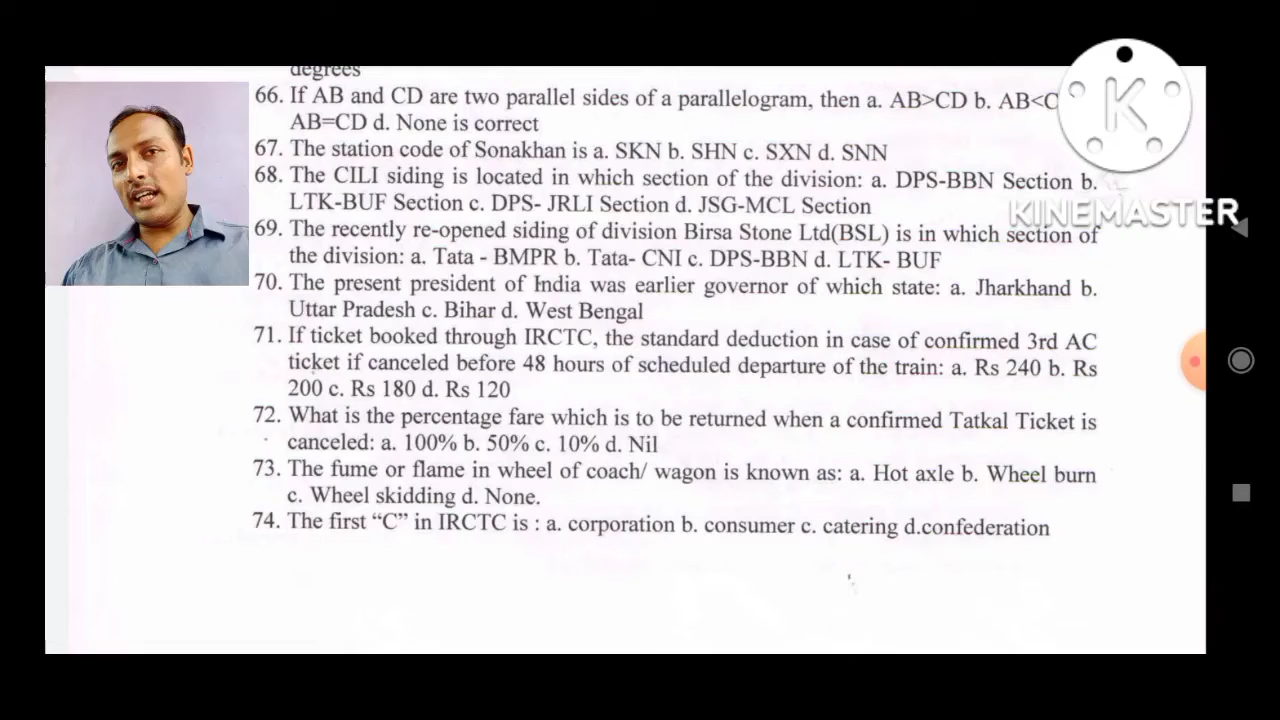 degrees
66. If AB and CD are two parallel sides of a parallelogram, then a. AB>CD b. AB<C
AB=CD d. None is correct
67. The station code of Sonakhan is a. SKN b. SHN c. SXN d. SNN
68. The CILI siding is located in which section of the division: a. DPS-BBN Section b.
LTK-BUF Section c. DPS- JRLI Section d. JSG-MCL Section
69. The recently re-opened siding of division Birsa Stone Ltd(BSL) is in which section of
the division: a. Tata - BMPR b. Tata- CNI c. DPS-BBN d. LTK- BUF
70. The present president of India was earlier governor of which state: a. Jharkhand b.
Uttar Pradesh c. Bihar d. West Bengal
71. If ticket booked through IRCTC, the standard deduction in case of confirmed 3rd AC
ticket if canceled before 48 hours of scheduled departure of the train: a. Rs 240 b. Rs
200 c. Rs 180 d. Rs 120
72. What is the percentage fare which is to be returned when a confirmed Tatkal Ticket is
canceled: a. 100% b. 50% c. 10% d. Nil
73. The fume or flame in wheel of coach/ wagon is known as: a. Hot axle b. Wheel burn
c. Wheel skidding d. None.
74. The first “C” in IRCTC is : a. corporation b. consumer c. catering d.confederation
K
KINEMASTER